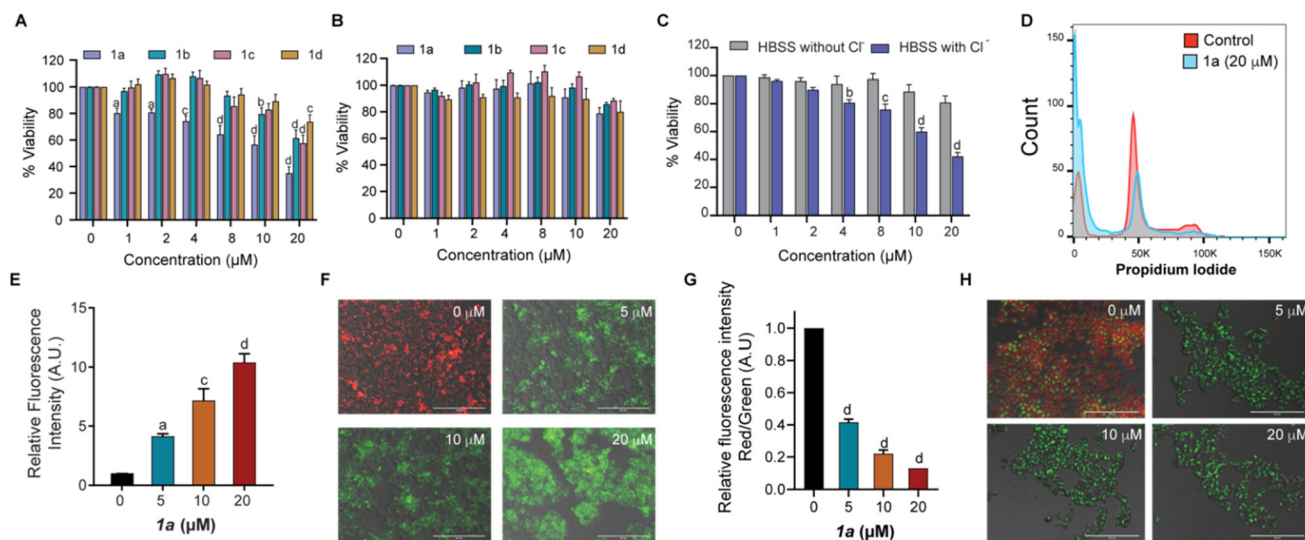 A
1a 1b 1c 1d
% Viability
120
100
80
60
40
20
0
a a c d d d
b d
d
c
0 1 2 4 8 10 20
Concentration (µM)
B
1a 1b 1c 1d
% Viability
120
100
80
60
40
20
0
0 1 2 4 8 10 20
Concentration (µM)
C
HBSS without Cl⁻ HBSS with Cl⁻
% Viability
120
100
80
60
40
20
0
b c d d
0 1 2 4 8 10 20
Concentration (µM)
D
Control
1a (20 µM)
Count
150
100
50
0
0 50K 100K 150K
Propidium Iodide
E
Relative Fluorescence
Intensity (A.U.)
15
10
5
0
a c d
0 5 10 20
1a (µM)
F
0 µM 5 µM
10 µM 20 µM
G
Relative fluorescence intensity
Red/Green (A.U)
1.0
0.8
0.6
0.4
0.2
0.0
d d d
0 5 10 20
1a (µM)
H
0 µM 5 µM
10 µM 20 µM